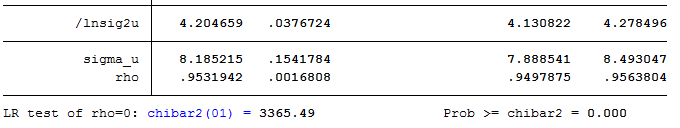 /lnsig2u 4.204659 .0376724 4.130822 4.278496
sigma_u 8.185215 .1541784 7.888541 8.493047
rho .9531942 .0016808 .9497875 .9563804
LR test of rho=0: chibar2(01) = 3365.49 Prob >= chibar2 = 0.000